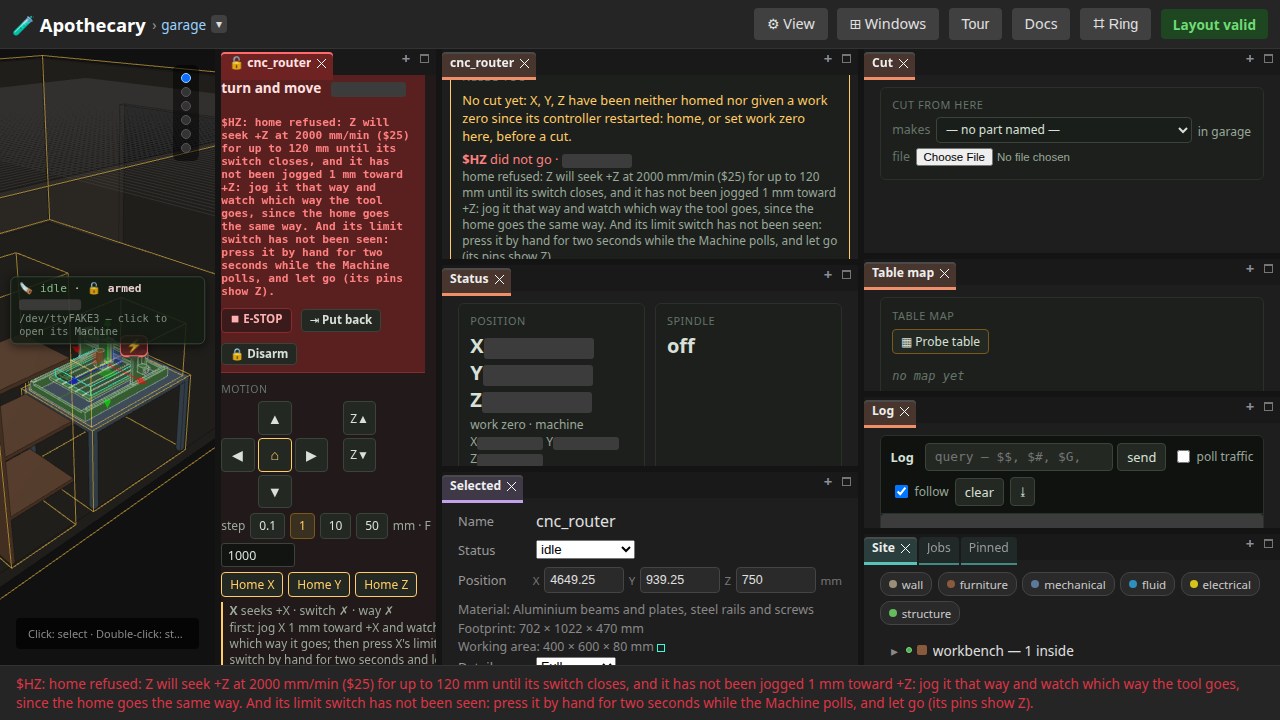 Apothecary › garage ▾
⚙ View
⊞ Windows
Tour
Docs
Ring
Layout valid
idle · armed
/dev/ttyFAKE3 — click to
open its Machine
Click: select · Double-click: st…
cnc_router
turn and move
$HZ: home refused: Z will
seek +Z at 2000 mm/min ($25)
for up to 120 mm until its
switch closes, and it has
not been jogged 1 mm toward
+Z: jog it that way and
watch which way the tool
goes, since the home goes
the same way. And its limit
switch has not been seen:
press it by hand for two
seconds while the Machine
polls, and let go (its pins
show Z).
E-STOP
⇥ Put back
Disarm
MOTION
▲
Z▲
◀
⌂
▶
Z▼
▼
step 0.1 1 10 50 mm · F
1000
Home X Home Y Home Z
X seeks +X · switch ✗ · way ✗
first: jog X 1 mm toward +X and watch
which way it goes; then press X's limit
switch by hand for two seconds and le
cnc_router
No cut yet: X, Y, Z have been neither homed nor given a work
zero since its controller restarted: home, or set work zero
here, before a cut.
$HZ did not go ·
home refused: Z will seek +Z at 2000 mm/min ($25) for up to 120
mm until its switch closes, and it has not been jogged 1 mm toward
+Z: jog it that way and watch which way the tool goes, since the
home goes the same way. And its limit switch has not been seen:
press it by hand for two seconds while the Machine polls, and let go
(its pins show Z).
Status
POSITION
X
Y
Z
work zero · machine
X Y
Z
SPINDLE
off
Selected
Name cnc_router
Status idle
Position X 4649.25 Y 939.25 Z 750 mm
Material: Aluminium beams and plates, steel rails and screws
Footprint: 702 × 1022 × 470 mm
Working area: 400 × 600 × 80 mm
Cut
CUT FROM HERE
makes — no part named — in garage
file Choose File No file chosen
Table map
TABLE MAP
▦ Probe table
no map yet
Log
Log query — $$, $#, $G, send poll traffic
follow clear ⭳
Site Jobs Pinned
wall furniture mechanical
fluid electrical
structure
▸ workbench — 1 inside
$HZ: home refused: Z will seek +Z at 2000 mm/min ($25) for up to 120 mm until its switch closes, and it has not been jogged 1 mm toward +Z: jog it that way and watch which way the tool goes,
since the home goes the same way. And its limit switch has not been seen: press it by hand for two seconds while the Machine polls, and let go (its pins show Z).